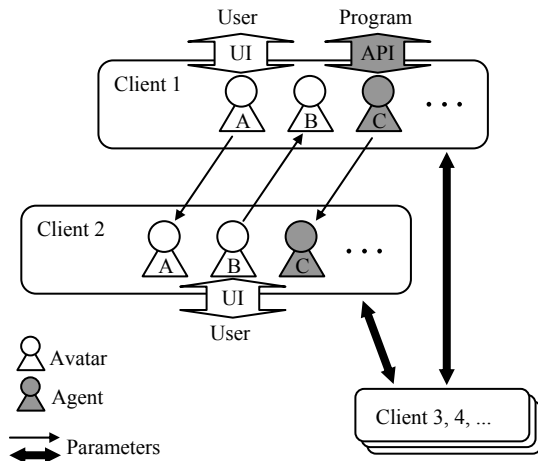 User Program
UI API
Client 1
A B C ...
Client 2
A B C ...
UI
User
Avatar
Agent
Client 3, 4, ...
Parameters